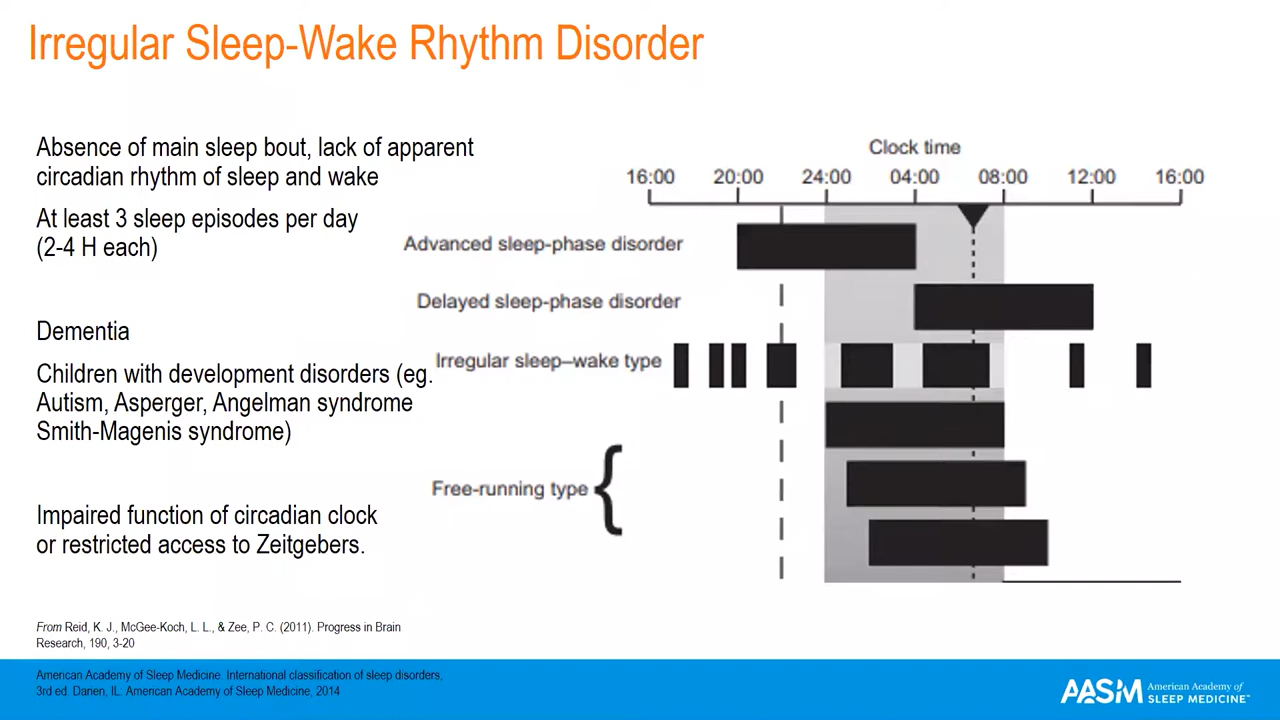 Irregular Sleep-Wake Rhythm Disorder
Absence of main sleep bout, lack of apparent
circadian rhythm of sleep and wake
At least 3 sleep episodes per day
(2-4 H each)
Dementia
Children with development disorders (eg.
Autism, Asperger, Angelman syndrome
Smith-Magenis syndrome)
Impaired function of circadian clock
or restricted access to Zeitgebers.
Clock time
16:00 20:00 24:00 04:00 08:00 12:00 16:00
Advanced sleep-phase disorder
Delayed sleep-phase disorder
Irregular sleep–wake type
Free-running type
From Reid, K. J., McGee-Koch, L. L., & Zee, P. C. (2011). Progress in Brain
Research, 190, 3-20
American Academy of Sleep Medicine. International classification of sleep disorders,
3rd ed. Darien, IL. American Academy of Sleep Medicine, 2014
AASM American Academy of
SLEEP MEDICINE™